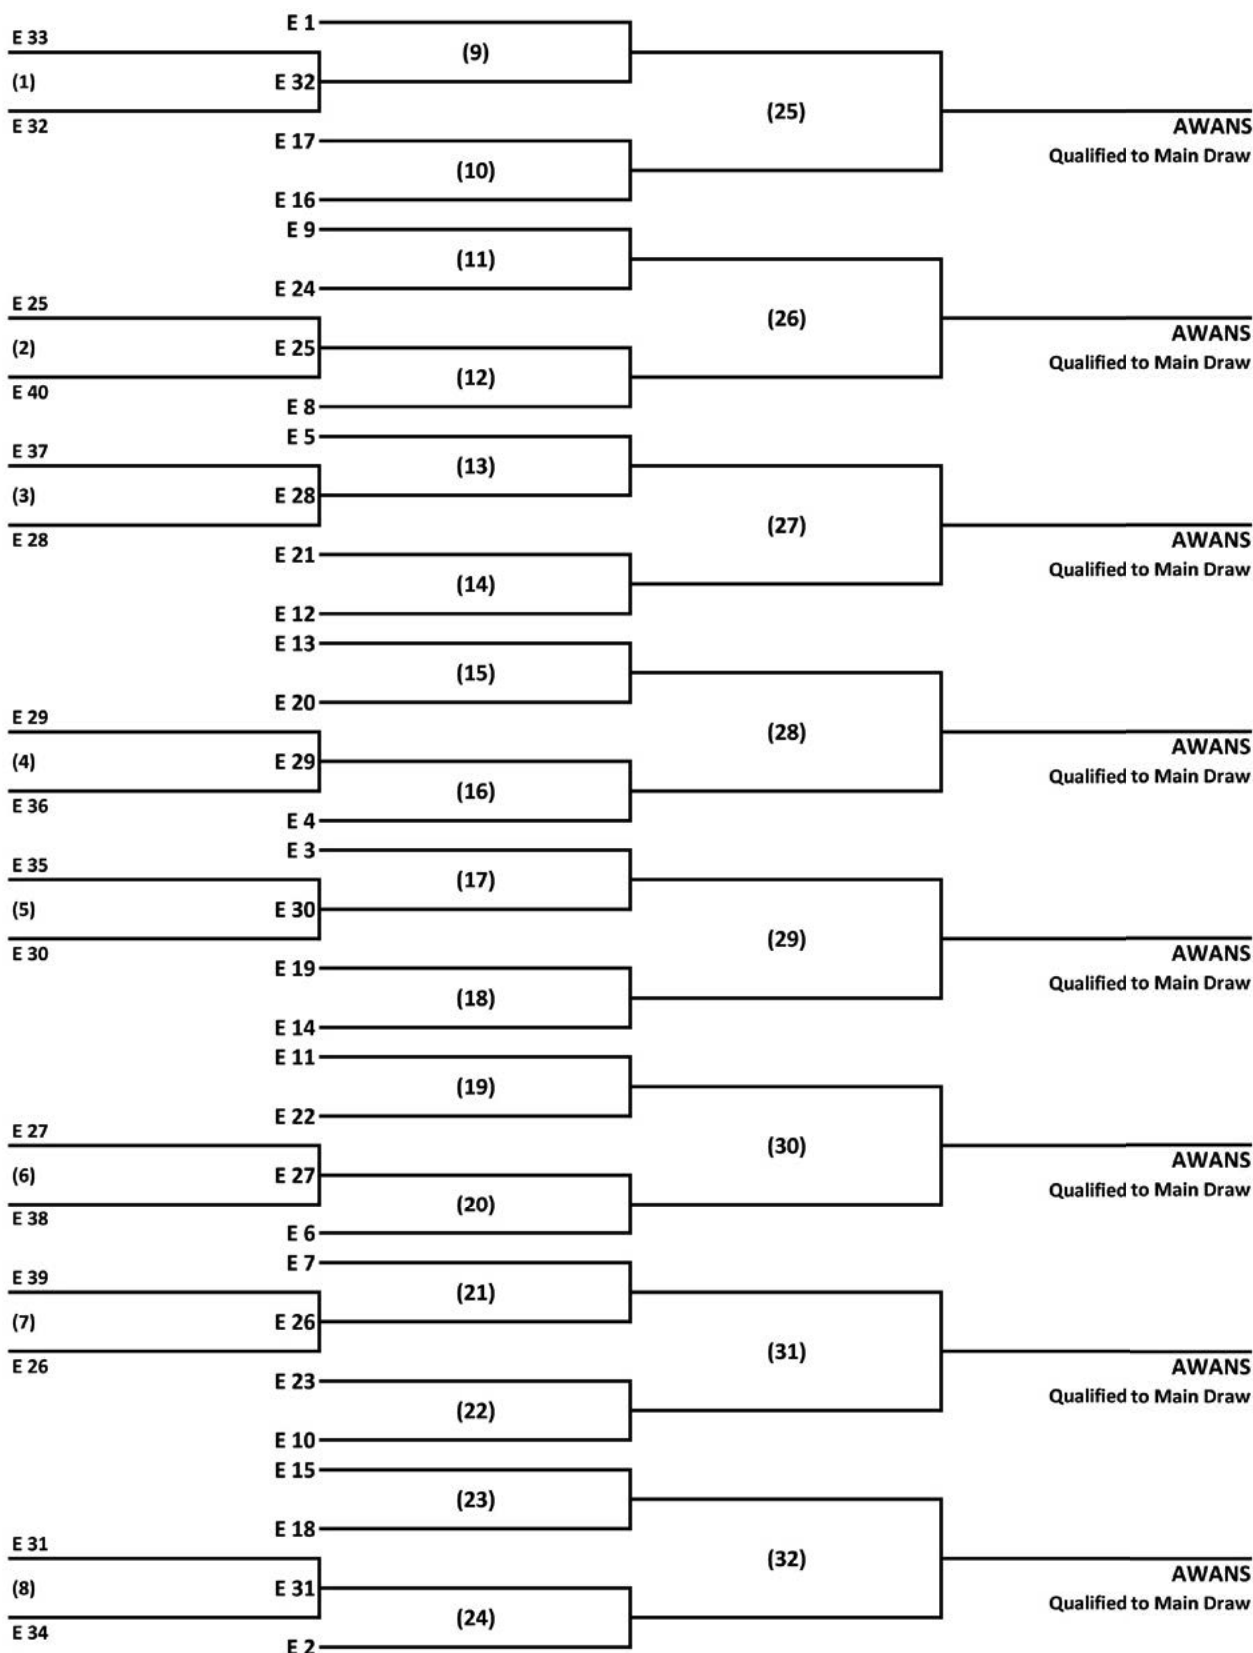 E 1
E 33
(9)
(1)
E 32
(25)
E 32
AWANS
E 17
Qualified to Main Draw
(10)
E 16
E 9
(11)
E 24
E 25
(26)
AWANS
(2)
E 25
Qualified to Main Draw
(12)
E 40
E 8
E 5
E 37
(13)
(3)
E 28
(27)
E 28
AWANS
E 21
Qualified to Main Draw
(14)
E 12
E 13
(15)
E 20
E 29
(28)
AWANS
(4)
E 29
Qualified to Main Draw
(16)
E 36
E 4
E 3
E 35
(17)
(5)
E 30
(29)
E 30
AWANS
E 19
Qualified to Main Draw
(18)
E 14
E 11
(19)
E 22
E 27
(30)
AWANS
(6)
E 27
Qualified to Main Draw
(20)
E 38
E 6
E 7
E 39
(21)
(7)
E 26
(31)
E 26
AWANS
E 23
Qualified to Main Draw
(22)
E 10
E 15
(23)
E 18
E 31
(32)
AWANS
(8)
E 31
Qualified to Main Draw
(24)
E 34
E 2